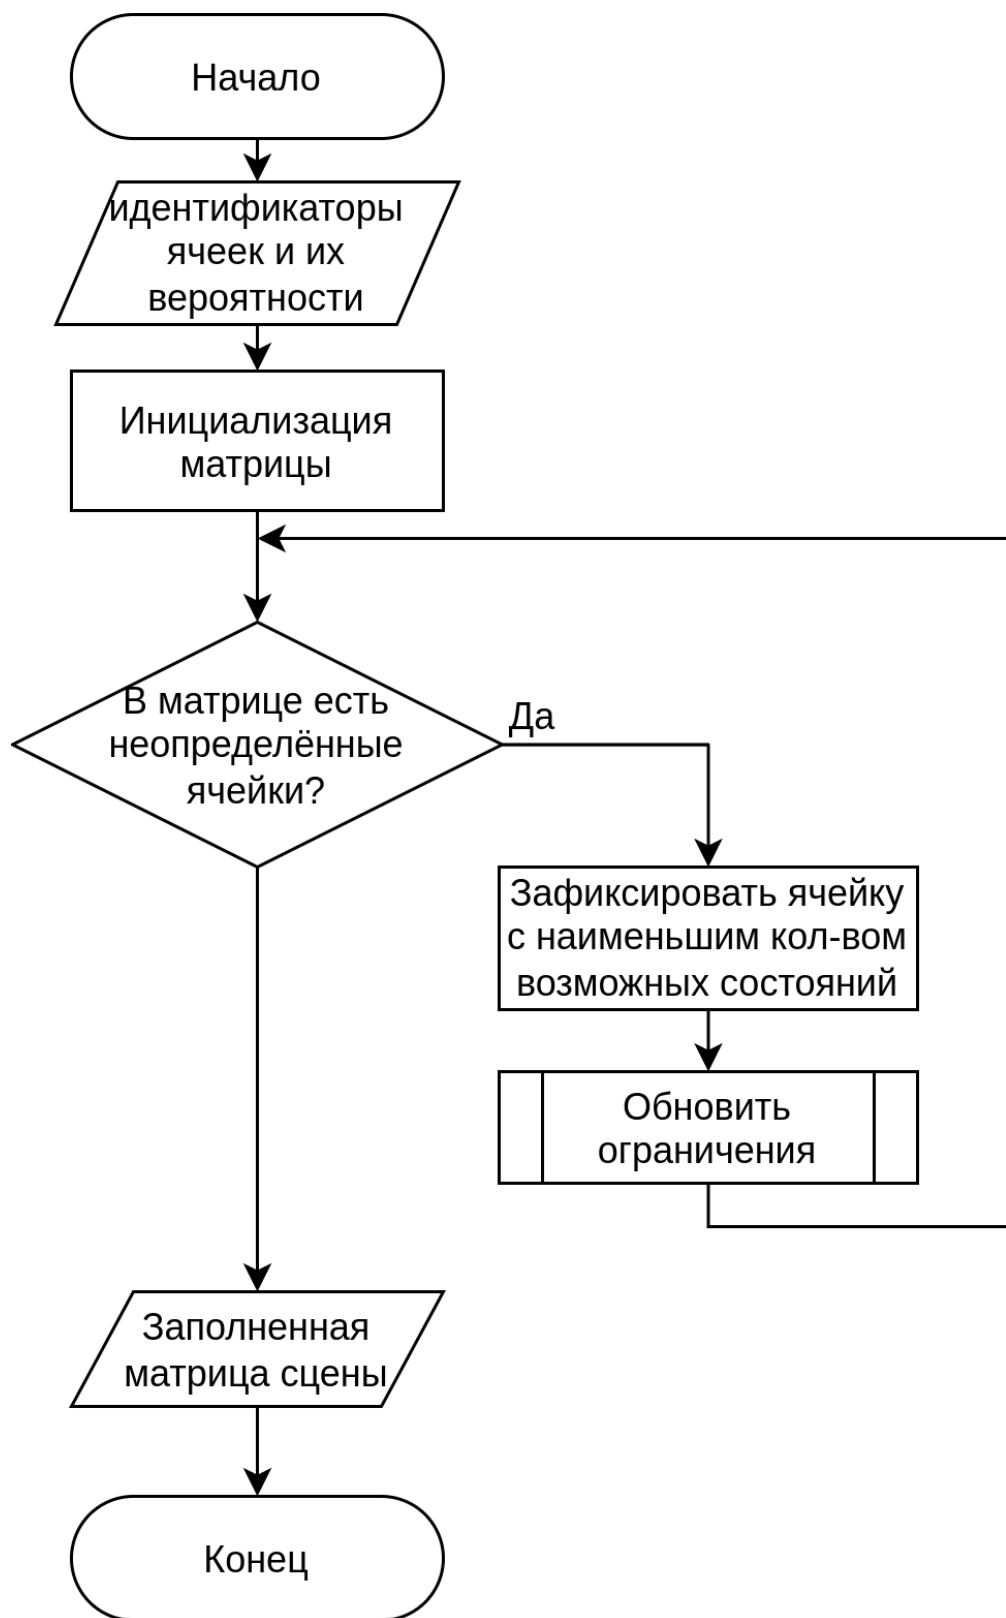 Начало
идентификаторы
ячеек и их
вероятности
Инициализация
матрицы
В матрице есть
неопределённые
ячейки?
Да
Зафиксировать ячейку
с наименьшим кол-вом
возможных состояний
Обновить
ограничения
Заполненная
матрица сцены
Конец